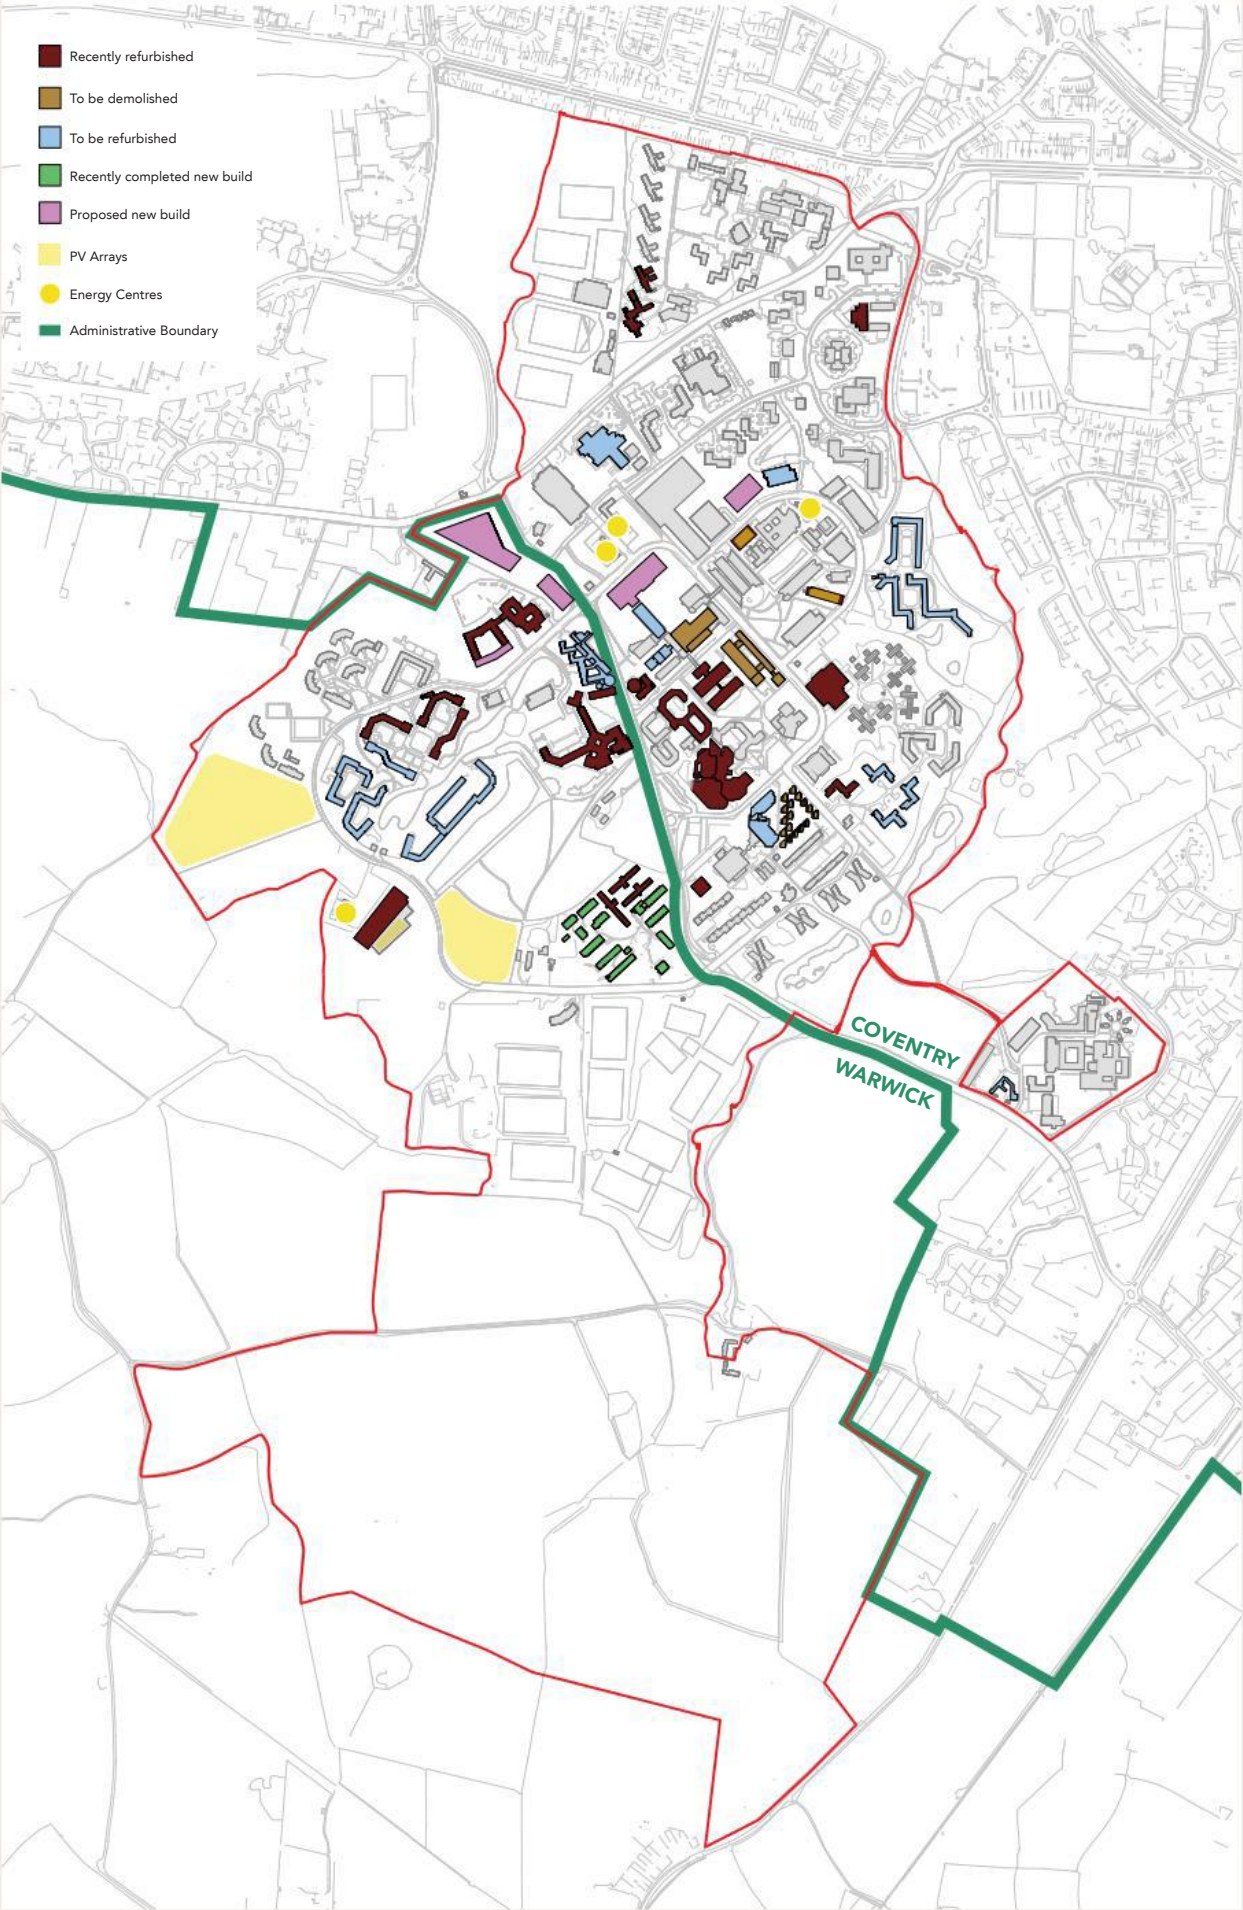 Recently refurbished
To be demolished
To be refurbished
Recently completed new build
Proposed new build
PV Arrays
Energy Centres
Administrative Boundary
COVENTRY
WARWICK